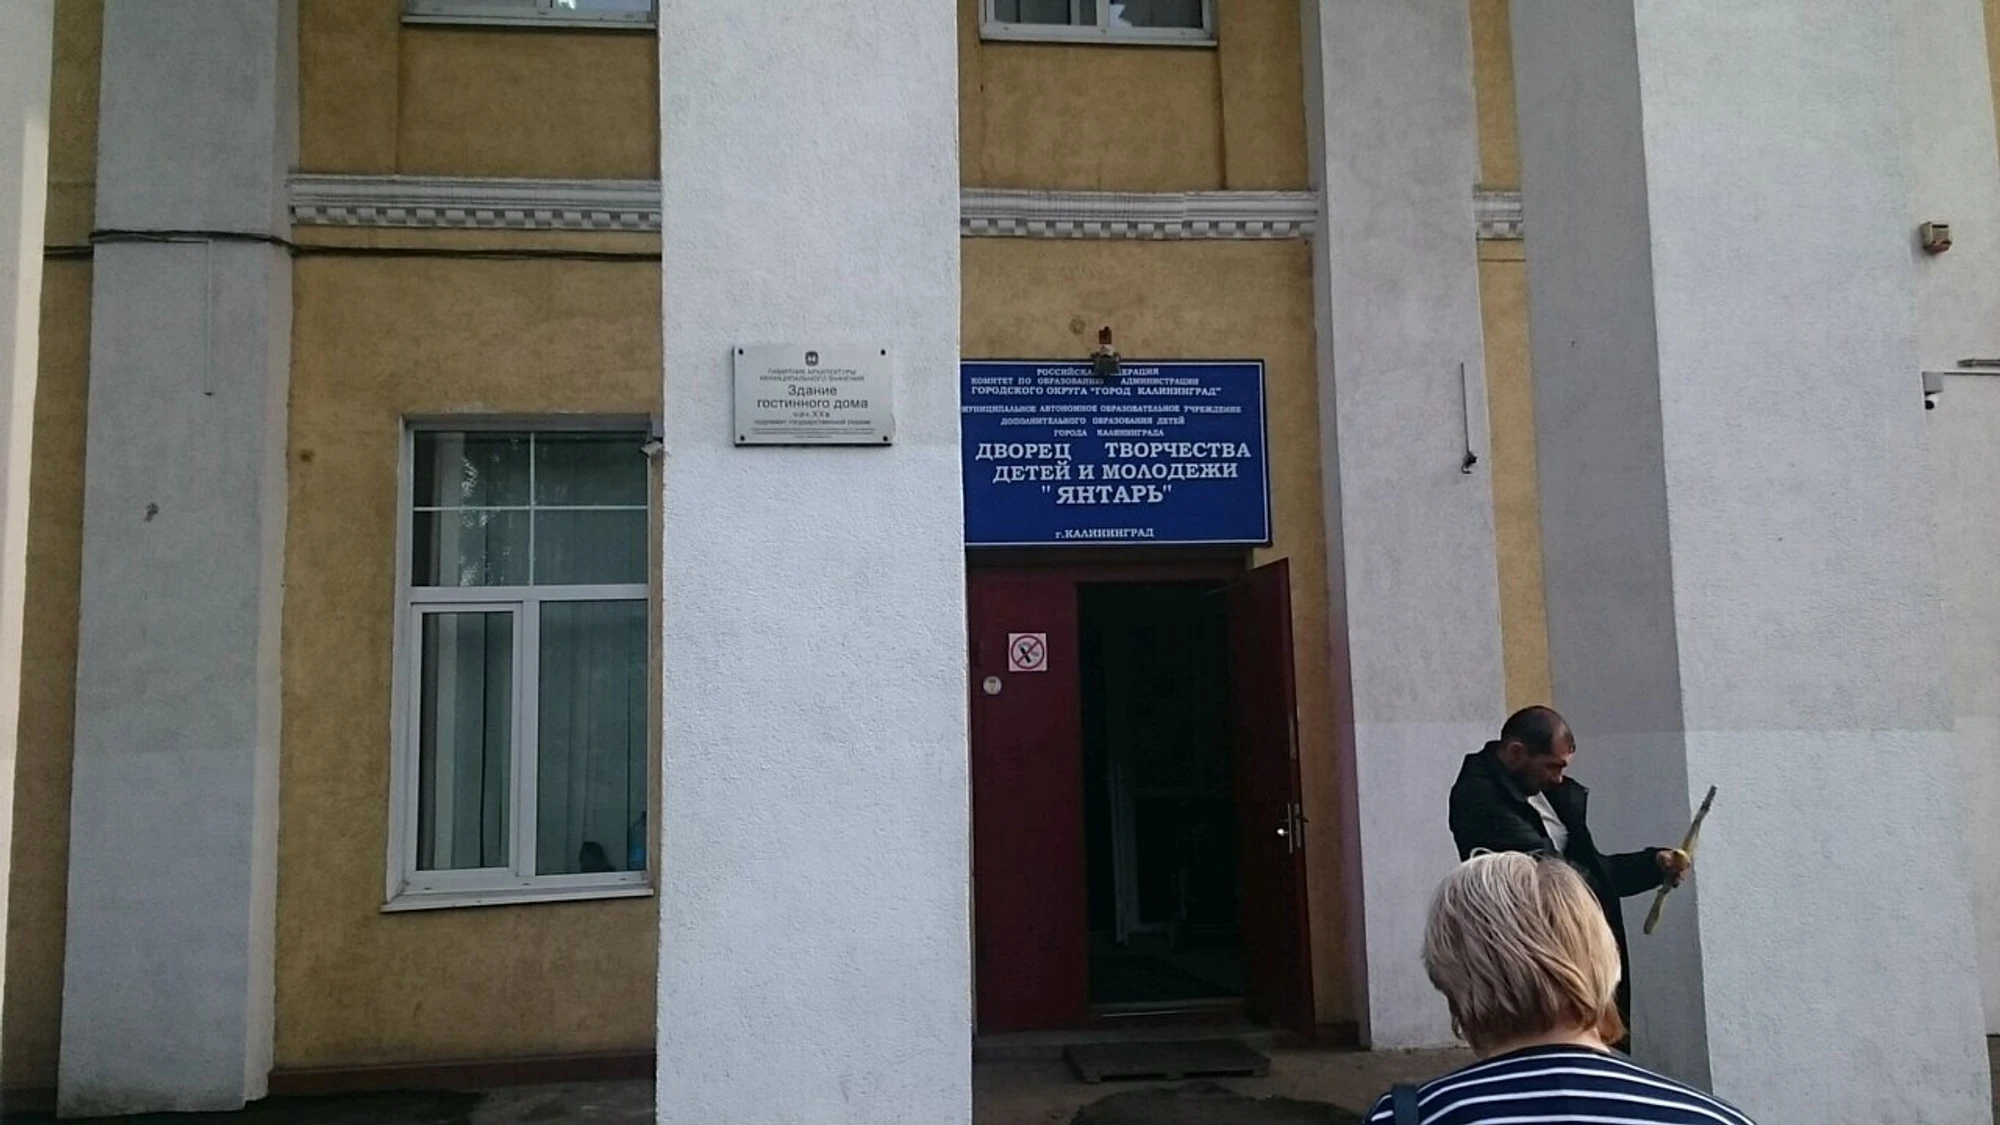 ПАМЯТНИК АРХИТЕКТУРЫ
МУНИЦИПАЛЬНОГО ЗНАЧЕНИЯ
Здание
гостинного дома
нач. XX в
подлежит государственной охране
РОССИЙСКАЯ ФЕДЕРАЦИЯ
КОМИТЕТ ПО ОБРАЗОВАНИЮ АДМИНИСТРАЦИИ
ГОРОДСКОГО ОКРУГА "ГОРОД КАЛИНИНГРАД"
МУНИЦИПАЛЬНОЕ АВТОНОМНОЕ ОБРАЗОВАТЕЛЬНОЕ УЧРЕЖДЕНИЕ
ДОПОЛНИТЕЛЬНОГО ОБРАЗОВАНИЯ ДЕТЕЙ
ГОРОДА КАЛИНИНГРАДА
ДВОРЕЦ ТВОРЧЕСТВА
ДЕТЕЙ И МОЛОДЕЖИ
"ЯНТАРЬ"
г.КАЛИНИНГРАД